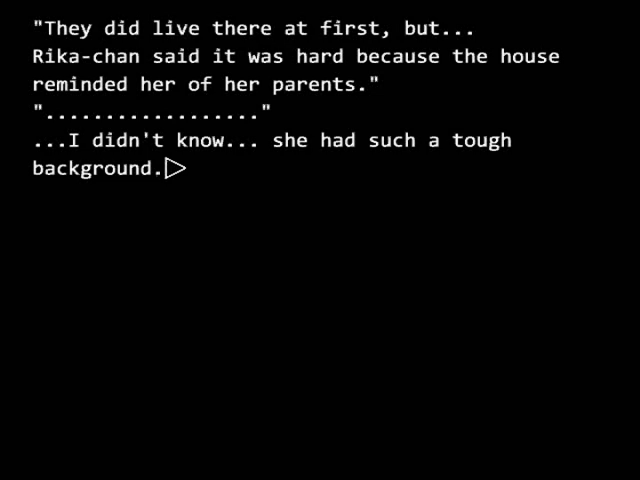 "They did live there at first, but...
Rika-chan said it was hard because the house
reminded her of her parents."
".................."
...I didn't know... she had such a tough
background.